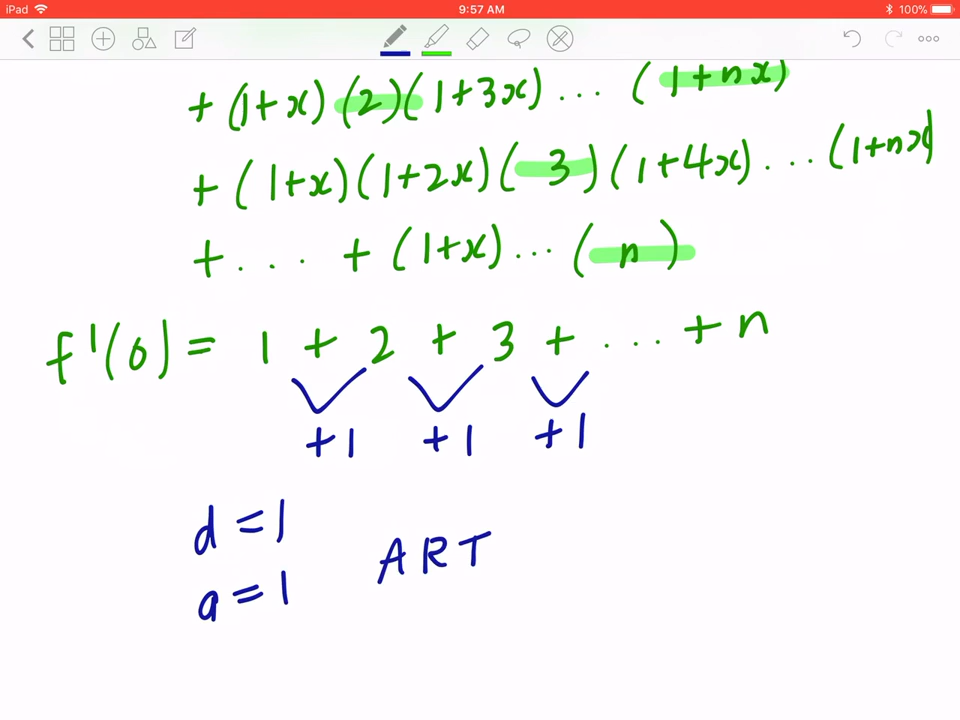 iPad 9:57 AM 100%
+ (1+x) (2) (1+3x) ... (1+nx)
+ (1+x)(1+2x)(3)(1+4x) ... (1+nx)
+ ... + (1+x) ... (n)
f'(0) = 1 + 2 + 3 + ... + n
+1 +1 +1
d = 1
a = 1 ART